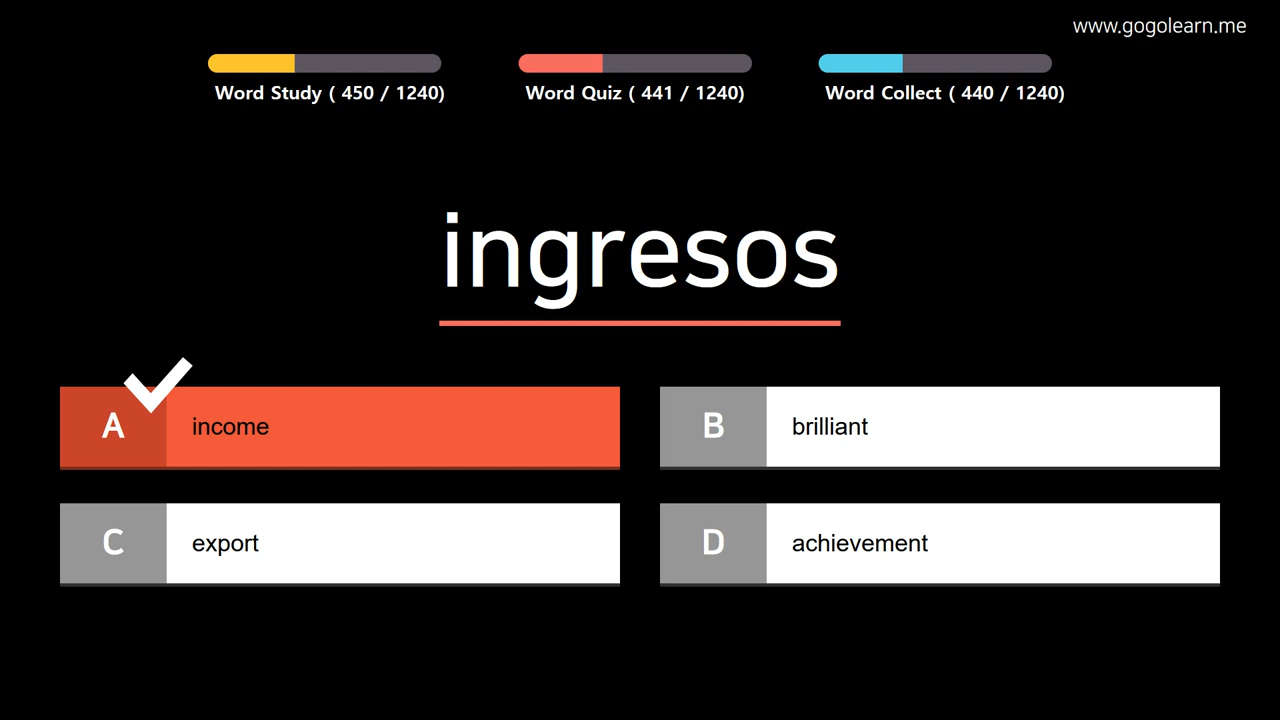 www.gogolearn.me
Word Study ( 450 / 1240)
Word Quiz ( 441 / 1240)
Word Collect ( 440 / 1240)
ingresos
A income
B brilliant
C export
D achievement